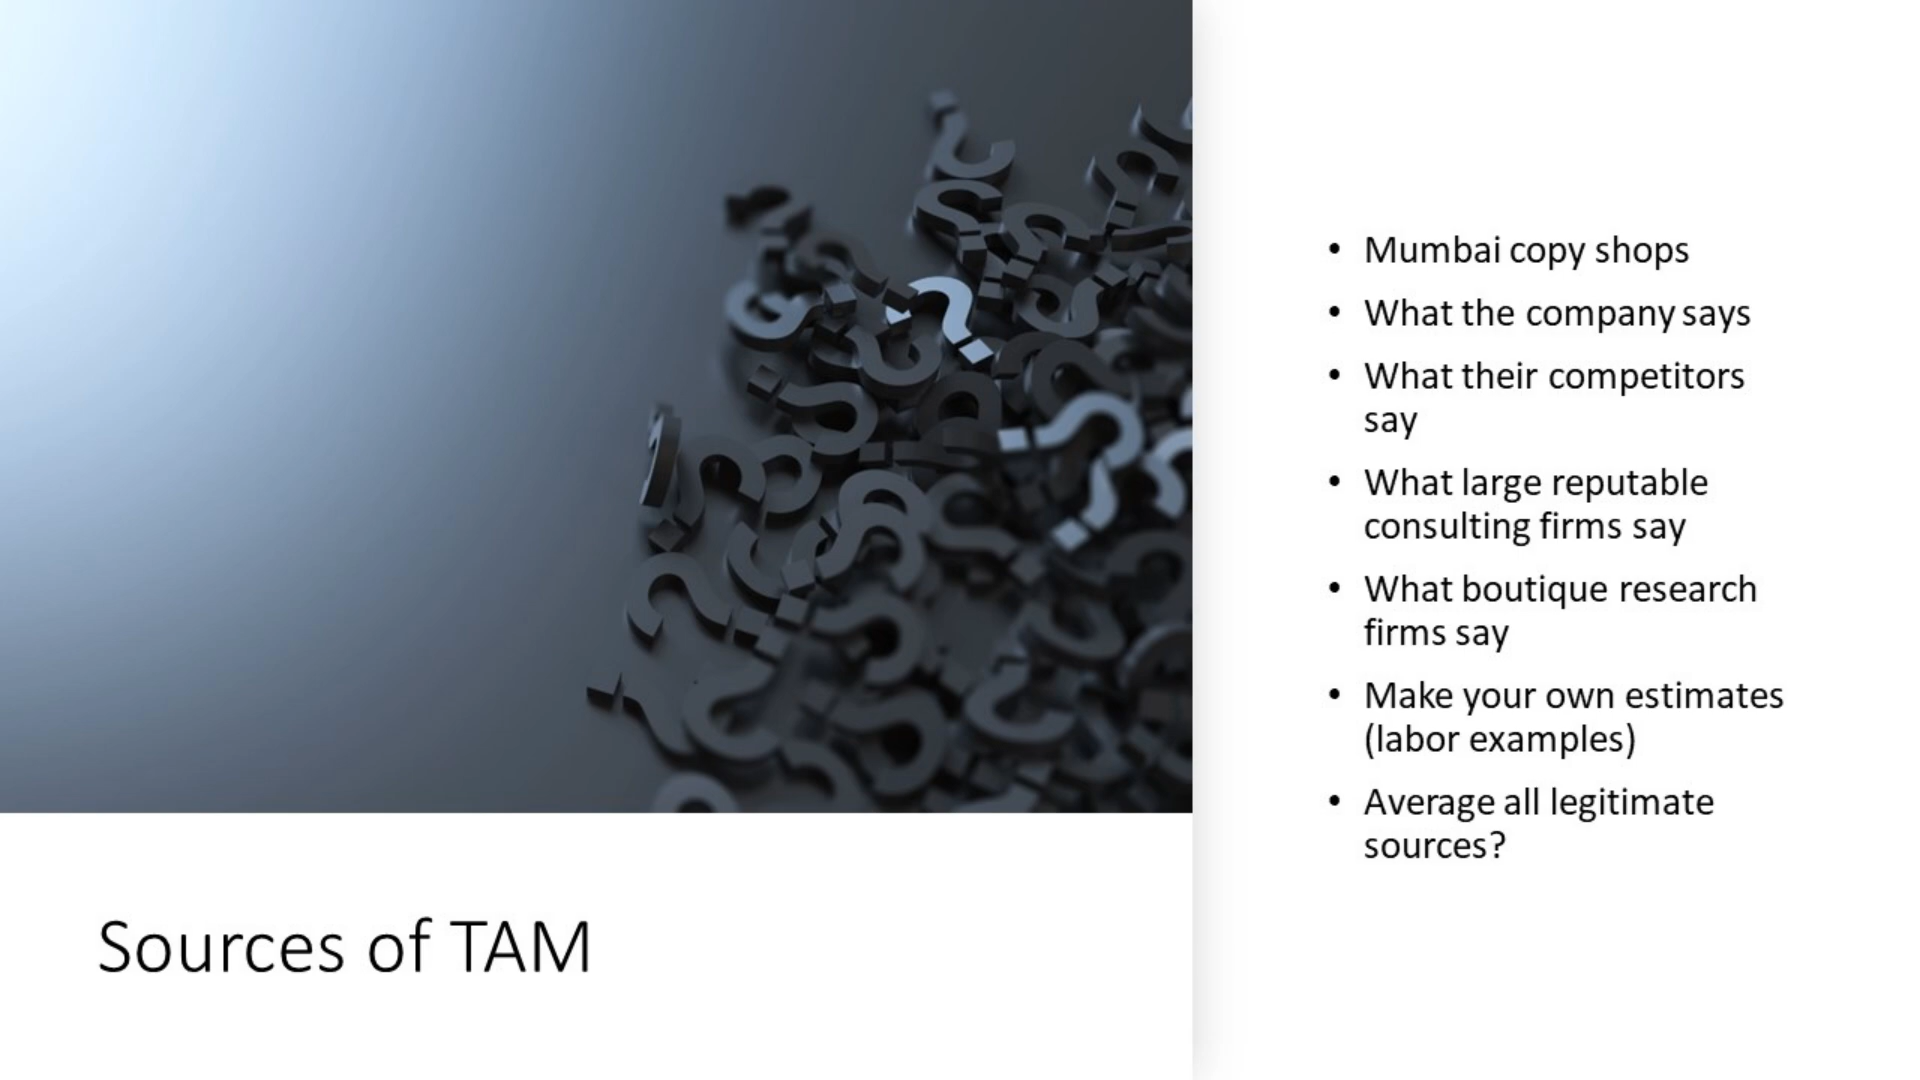 • Mumbai copy shops
• What the company says
• What their competitors
say
• What large reputable
consulting firms say
• What boutique research
firms say
• Make your own estimates
(labor examples)
• Average all legitimate
sources?
Sources of TAM